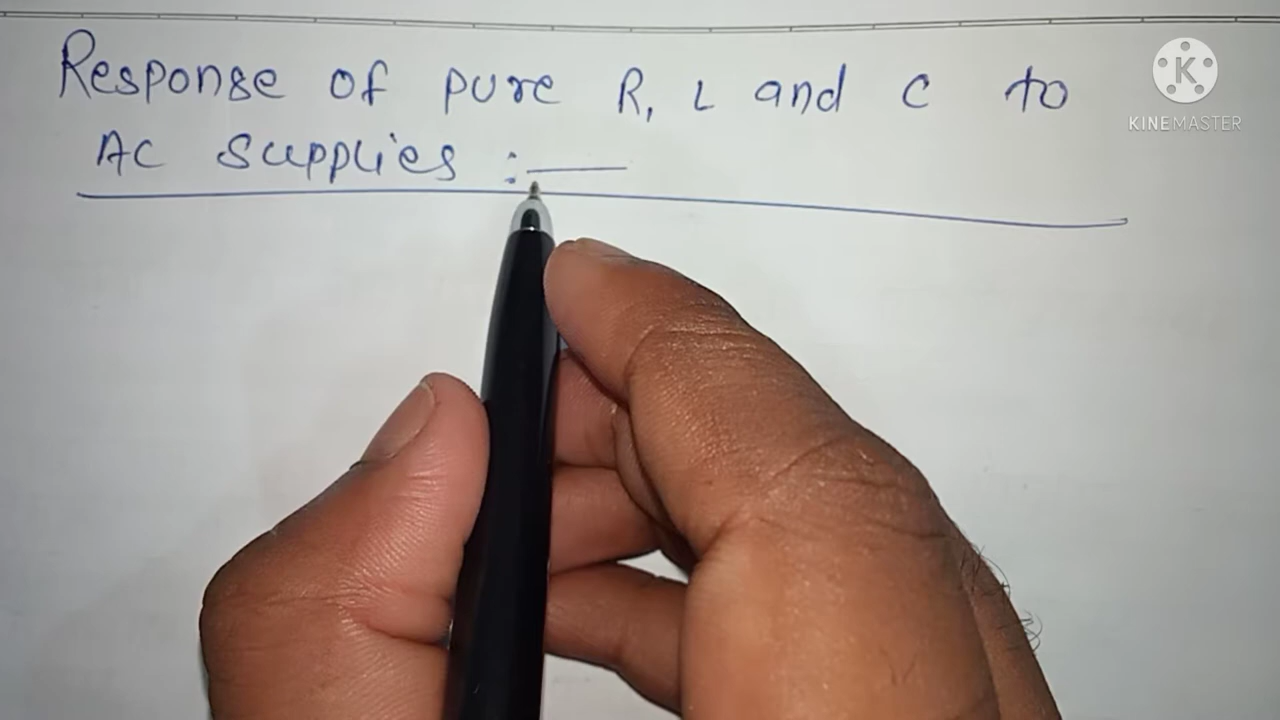 Response of pure R, L and C to
AC supplies :—
K
KINEMASTER